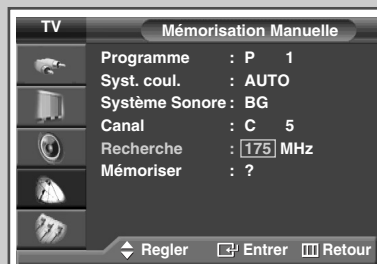 TV
Mémorisation Manuelle
Programme : P 1
Syst. coul. : AUTO
Système Sonore : BG
Canal : C 5
Recherche : 175 MHz
Mémoriser : ?
Regler Entrer Retour